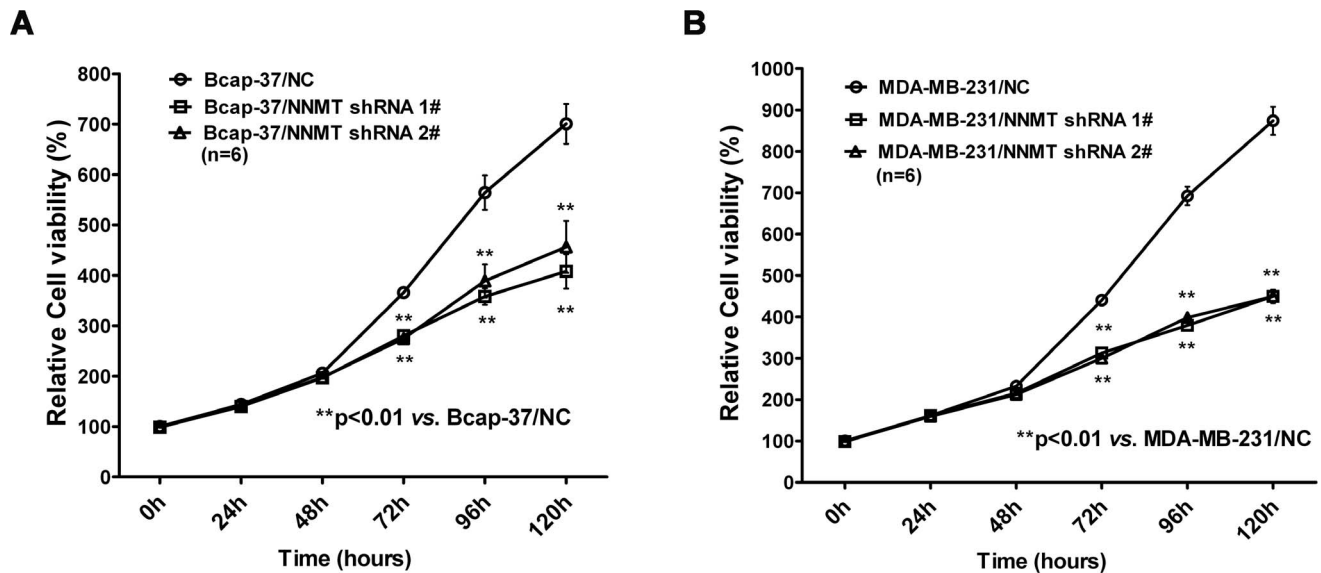 A
Relative Cell viability (%)
800
700
600
500
400
300
200
100
0
Bcap-37/NC
Bcap-37/NNMT shRNA 1#
Bcap-37/NNMT shRNA 2#
(n=6)
**
**
**
**
**
**
**p<0.01 vs. Bcap-37/NC
0h
24h
48h
72h
96h
120h
Time (hours)
B
Relative Cell viability (%)
1000
900
800
700
600
500
400
300
200
100
0
MDA-MB-231/NC
MDA-MB-231/NNMT shRNA 1#
MDA-MB-231/NNMT shRNA 2#
(n=6)
**
**
**
**
**
**
**p<0.01 vs. MDA-MB-231/NC
0h
24h
48h
72h
96h
120h
Time (hours)